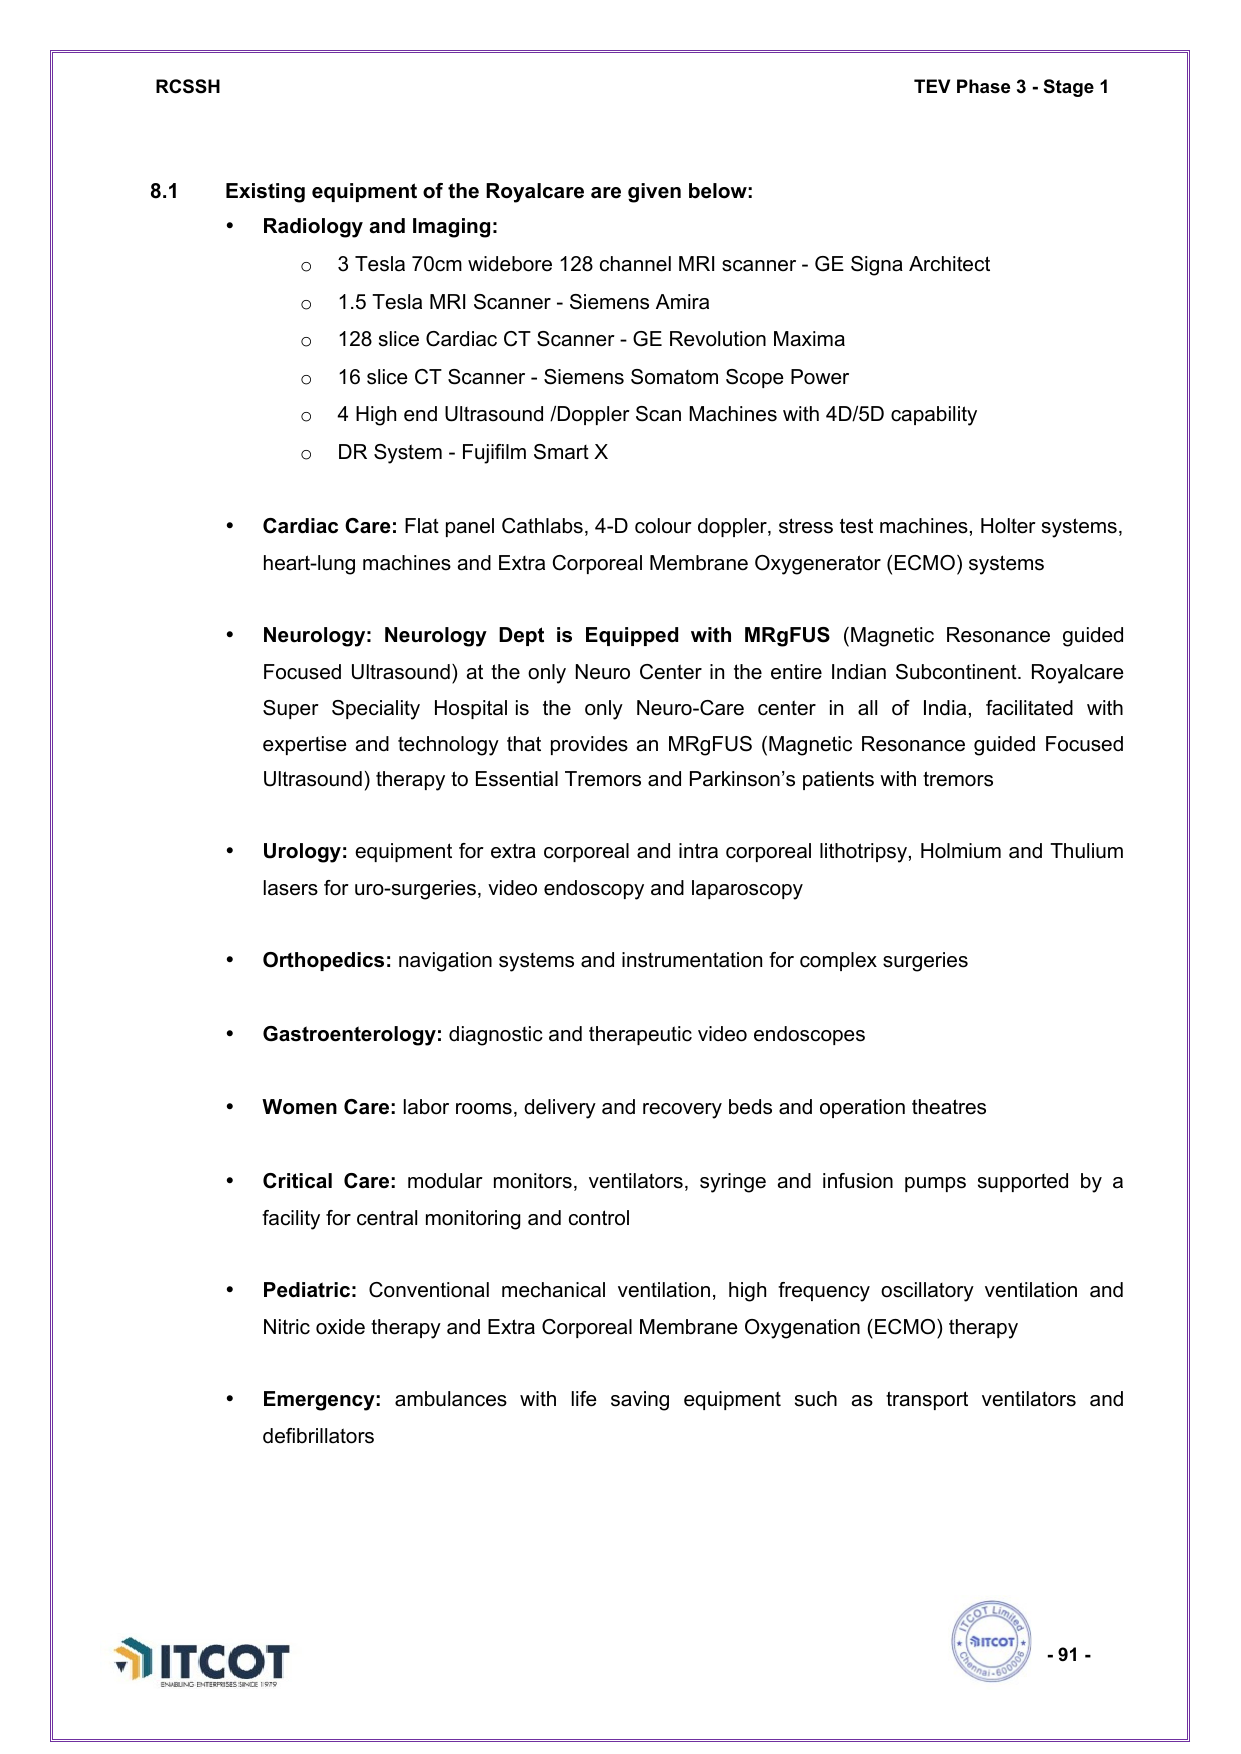 RCSSH TEV Phase 3 - Stage 1
8.1 Existing equipment of the Royalcare are given below:
• Radiology and Imaging:
o 3 Tesla 70cm widebore 128 channel MRI scanner - GE Signa Architect
o 1.5 Tesla MRI Scanner - Siemens Amira
o 128 slice Cardiac CT Scanner - GE Revolution Maxima
o 16 slice CT Scanner - Siemens Somatom Scope Power
o 4 High end Ultrasound /Doppler Scan Machines with 4D/5D capability
o DR System - Fujifilm Smart X
• Cardiac Care: Flat panel Cathlabs, 4-D colour doppler, stress test machines, Holter systems,
heart-lung machines and Extra Corporeal Membrane Oxygenerator (ECMO) systems
• Neurology: Neurology Dept is Equipped with MRgFUS (Magnetic Resonance guided
Focused Ultrasound) at the only Neuro Center in the entire Indian Subcontinent. Royalcare
Super Speciality Hospital is the only Neuro-Care center in all of India, facilitated with
expertise and technology that provides an MRgFUS (Magnetic Resonance guided Focused
Ultrasound) therapy to Essential Tremors and Parkinson’s patients with tremors
• Urology: equipment for extra corporeal and intra corporeal lithotripsy, Holmium and Thulium
lasers for uro-surgeries, video endoscopy and laparoscopy
• Orthopedics: navigation systems and instrumentation for complex surgeries
• Gastroenterology: diagnostic and therapeutic video endoscopes
• Women Care: labor rooms, delivery and recovery beds and operation theatres
• Critical Care: modular monitors, ventilators, syringe and infusion pumps supported by a
facility for central monitoring and control
• Pediatric: Conventional mechanical ventilation, high frequency oscillatory ventilation and
Nitric oxide therapy and Extra Corporeal Membrane Oxygenation (ECMO) therapy
• Emergency: ambulances with life saving equipment such as transport ventilators and
defibrillators
ITCOT
ENABLING ENTERPRISES SINCE 1979
ITCOT Limited
ITCOT
Chennai-600006
- 91 -